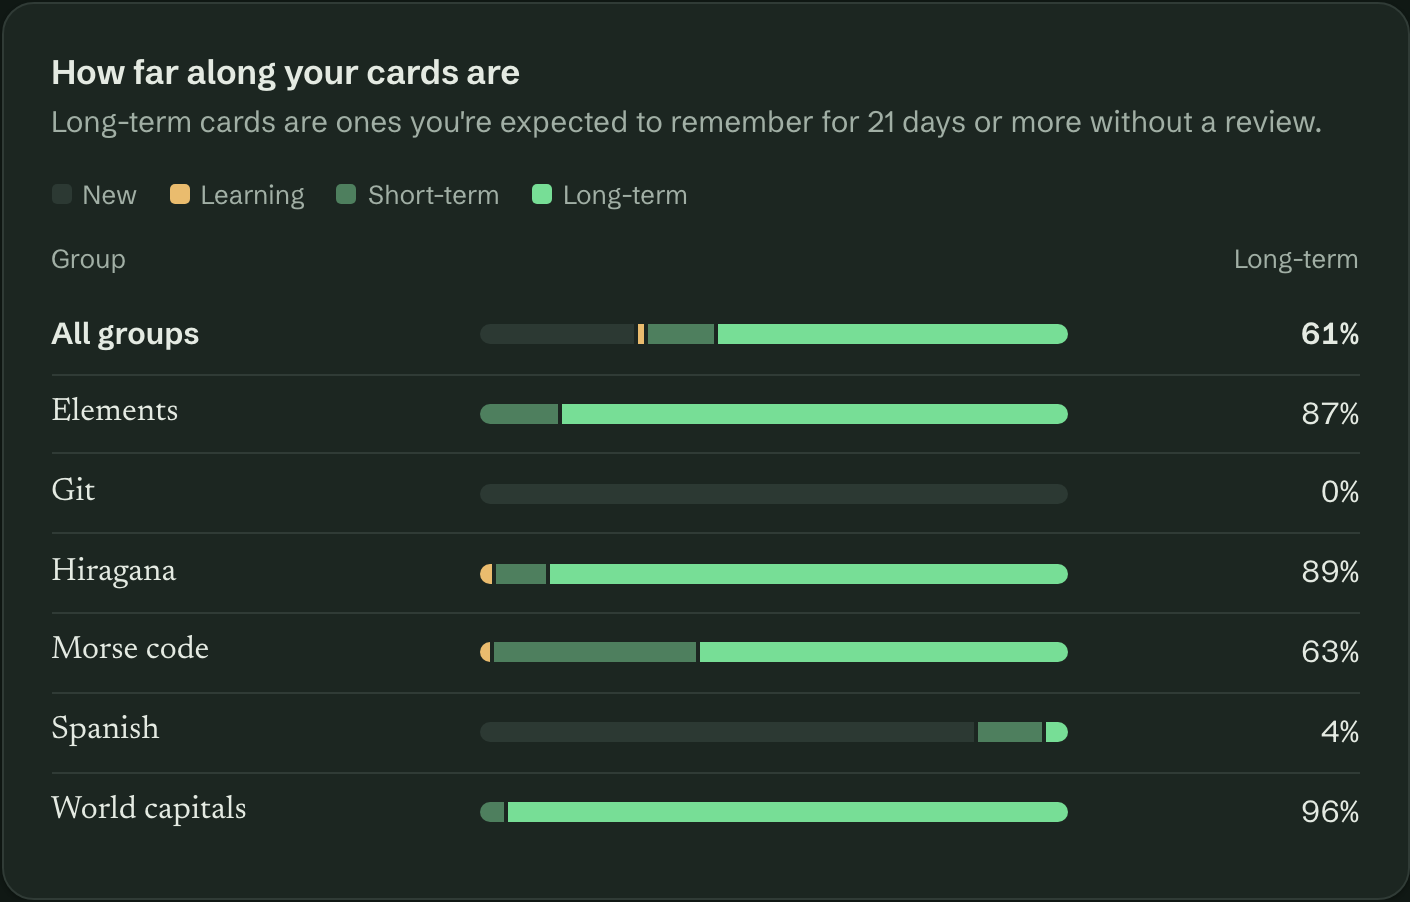 How far along your cards are
Long-term cards are ones you're expected to remember for 21 days or more without a review.
New Learning Short-term Long-term
Group Long-term
All groups 61%
Elements 87%
Git 0%
Hiragana 89%
Morse code 63%
Spanish 4%
World capitals 96%